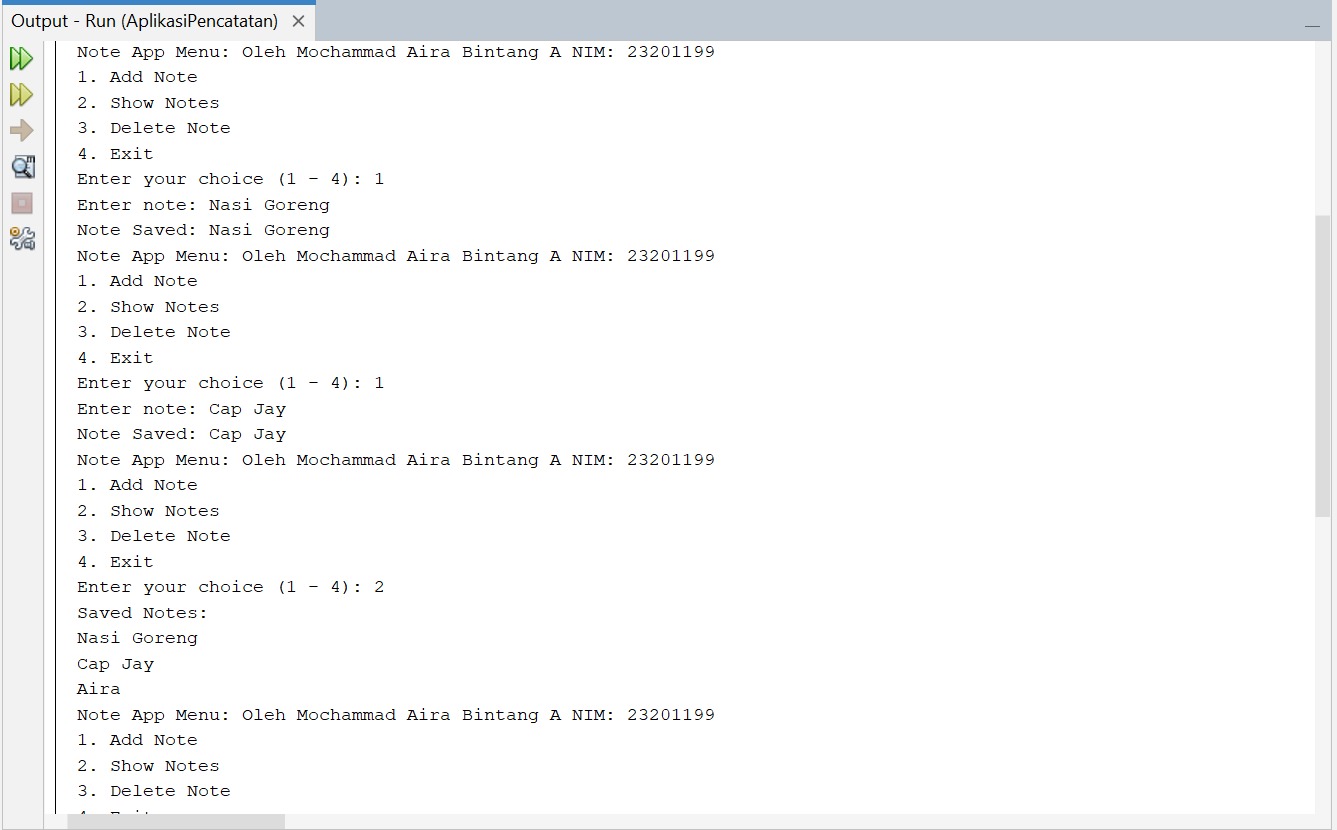 Output - Run (AplikasiPencatatan)
Note App Menu: Oleh Mochammad Aira Bintang A NIM: 23201199
1. Add Note
2. Show Notes
3. Delete Note
4. Exit
Enter your choice (1 - 4): 1
Enter note: Nasi Goreng
Note Saved: Nasi Goreng
Note App Menu: Oleh Mochammad Aira Bintang A NIM: 23201199
1. Add Note
2. Show Notes
3. Delete Note
4. Exit
Enter your choice (1 - 4): 1
Enter note: Cap Jay
Note Saved: Cap Jay
Note App Menu: Oleh Mochammad Aira Bintang A NIM: 23201199
1. Add Note
2. Show Notes
3. Delete Note
4. Exit
Enter your choice (1 - 4): 2
Saved Notes:
Nasi Goreng
Cap Jay
Aira
Note App Menu: Oleh Mochammad Aira Bintang A NIM: 23201199
1. Add Note
2. Show Notes
3. Delete Note